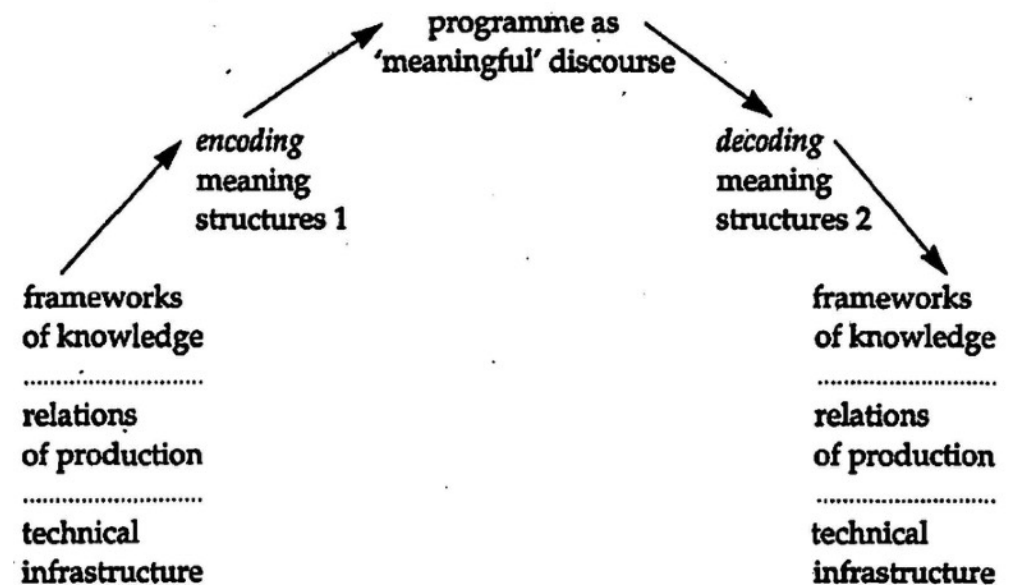 programme as
'meaningful' discourse
encoding
meaning
structures 1
decoding
meaning
structures 2
frameworks
of knowledge
relations
of production
technical
infrastructure
frameworks
of knowledge
relations
of production
technical
infrastructure